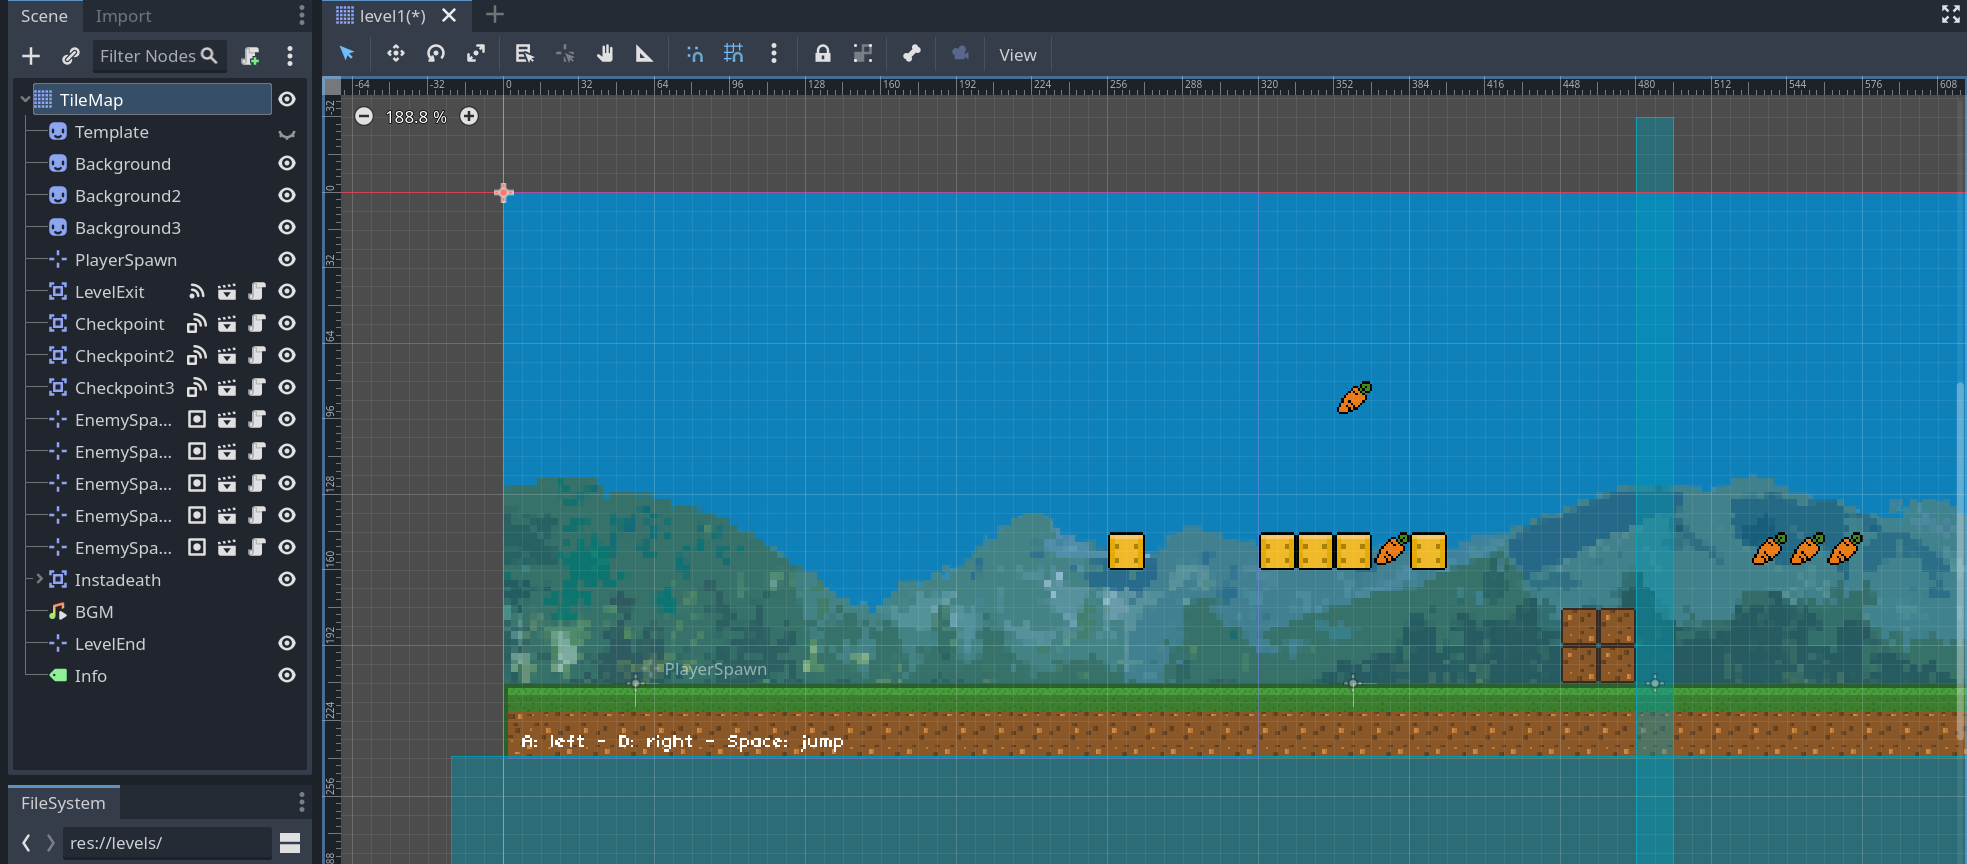 Scene Import
Filter Nodes
TileMap
Template
Background
Background2
Background3
PlayerSpawn
LevelExit
Checkpoint
Checkpoint2
Checkpoint3
EnemySpa...
EnemySpa...
EnemySpa...
EnemySpa...
EnemySpa...
Instadeath
BGM
LevelEnd
Info
FileSystem
res://levels/
level1(*)
View
-64 -32 0 32 64 96 128 160 192 224 256 288 320 352 384 416 448 480 512 544 576 608
-32
0
32
64
96
128
160
192
224
256
88
188.8 %
PlayerSpawn
A: left - D: right - Space: jump